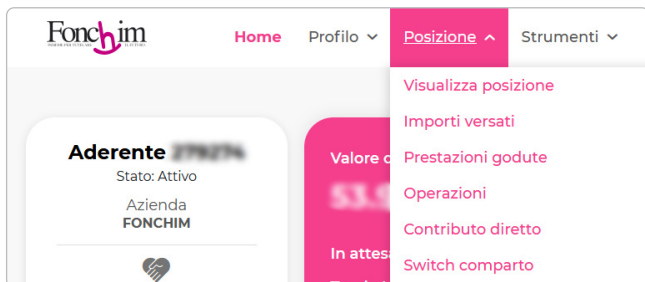 Fonchim
Home
Profilo
Posizione
Strumenti
Visualizza posizione
Importi versati
Prestazioni godute
Operazioni
Contributo diretto
Switch comparto
Aderente
Stato: Attivo
Azienda
FONCHIM
Valore
In attes